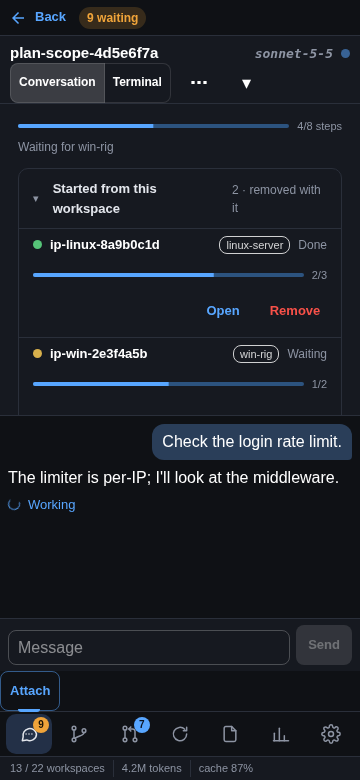 Back
9 waiting
plan-scope-4d5e6f7a
sonnet-5-5
Conversation
Terminal
4/8 steps
Waiting for win-rig
Started from this
workspace
2 · removed with
it
ip-linux-8a9b0c1d
linux-server
Done
2/3
Open
Remove
ip-win-2e3f4a5b
win-rig
Waiting
1/2
Check the login rate limit.
The limiter is per-IP; I'll look at the middleware.
Working
Message
Send
Attach
9
7
13 / 22 workspaces
4.2M tokens
cache 87%